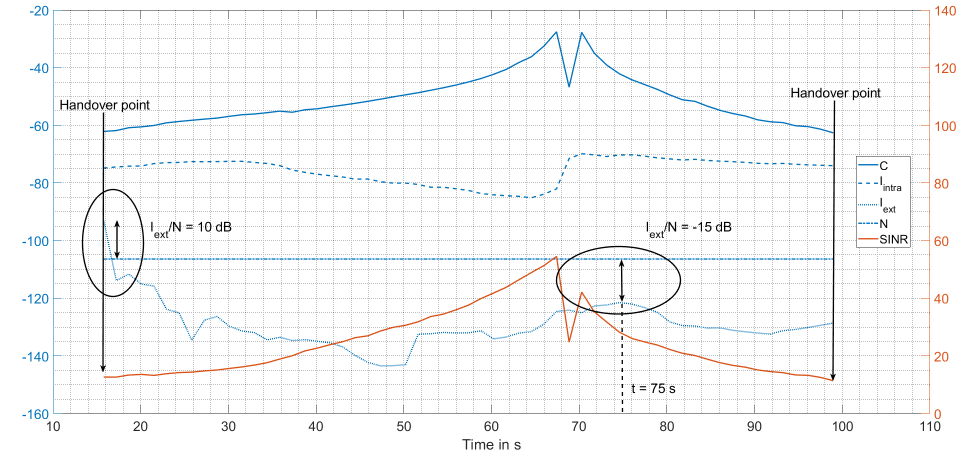 -20
-40
-60
-80
-100
-120
-140
-160
140
120
100
80
60
40
20
0
10 20 30 40 50 60 70 80 90 100 110
Time in s
Handover point
Handover point
Iext/N = 10 dB
Iext/N = -15 dB
t = 75 s
C
Iintra
Iext
N
SINR